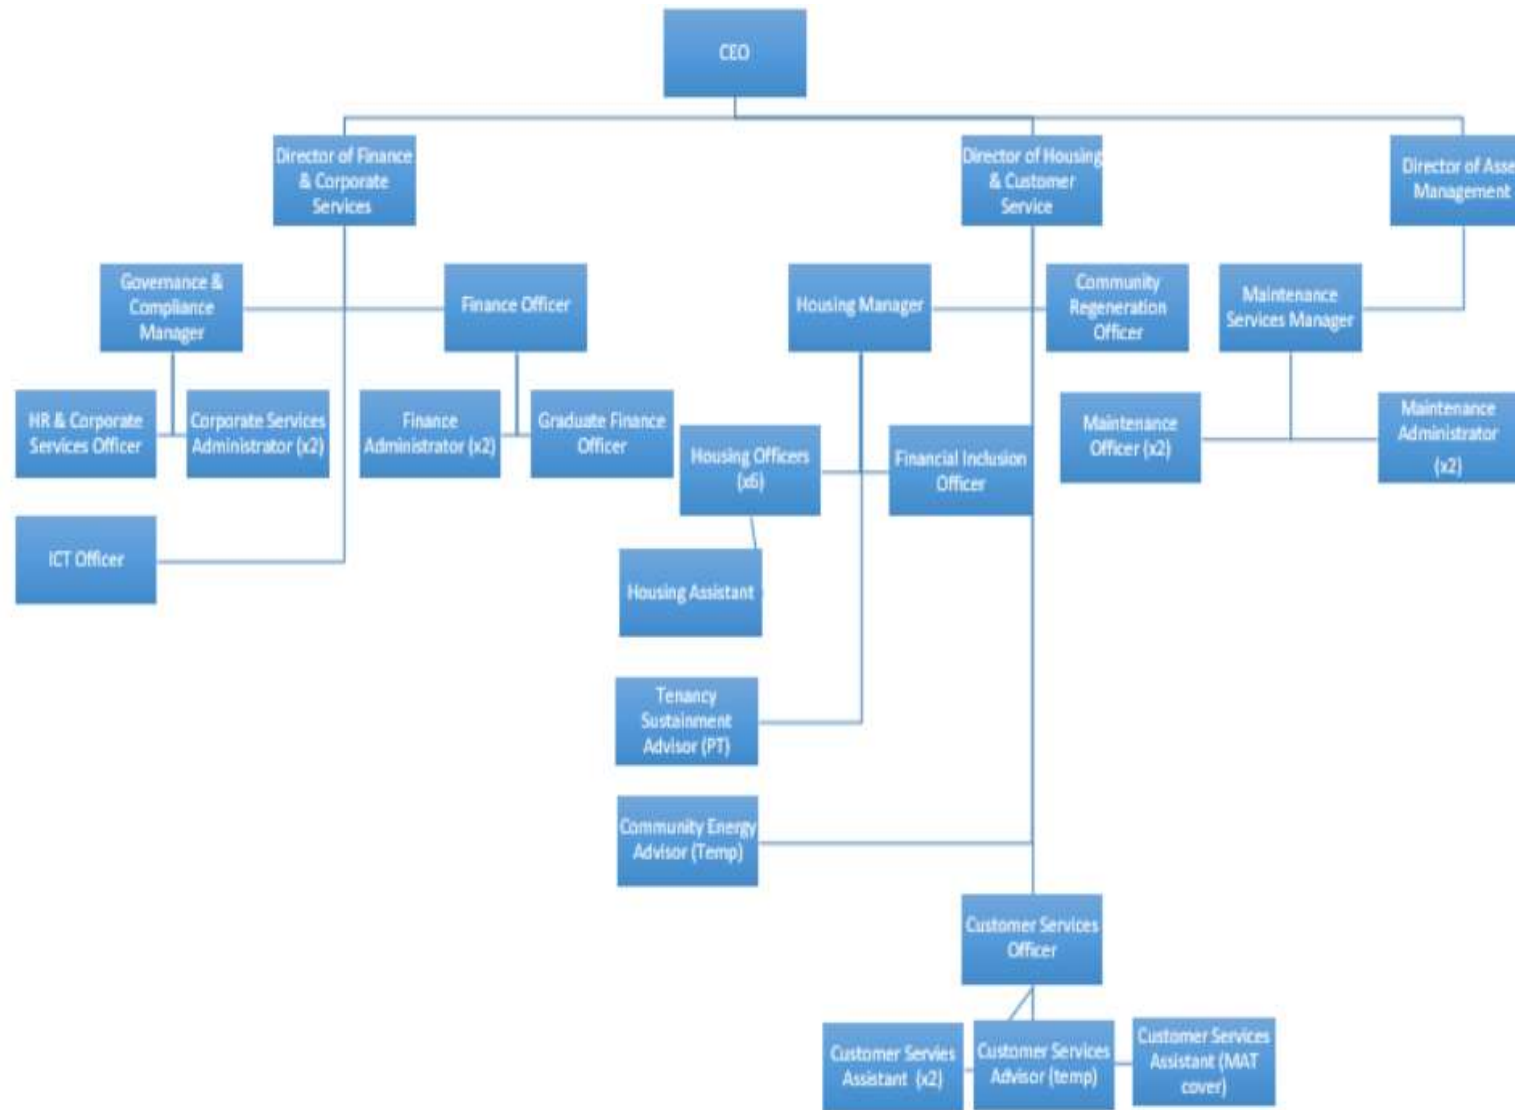 CEO
Director of Finance
& Corporate
Services
Director of Housing
& Customer
Service
Director of Asse
Management
Governance &
Compliance
Manager
Finance Officer
Housing Manager
Community
Regeneration
Officer
Maintenance
Services Manager
HR & Corporate
Services Officer
Corporate Services
Administrator (x2)
Finance
Administrator (x2)
Graduate Finance
Officer
Housing Officers
(x6)
Financial Inclusion
Officer
Maintenance
Officer (x2)
Maintenance
Administrator
(x2)
ICT Officer
Housing Assistant
Tenancy
Sustainment
Advisor (PT)
Community Energy
Advisor (Temp)
Customer Services
Officer
Customer Servies
Assistant (x2)
Customer Services
Advisor (temp)
Customer Services
Assistant (MAT
cover)